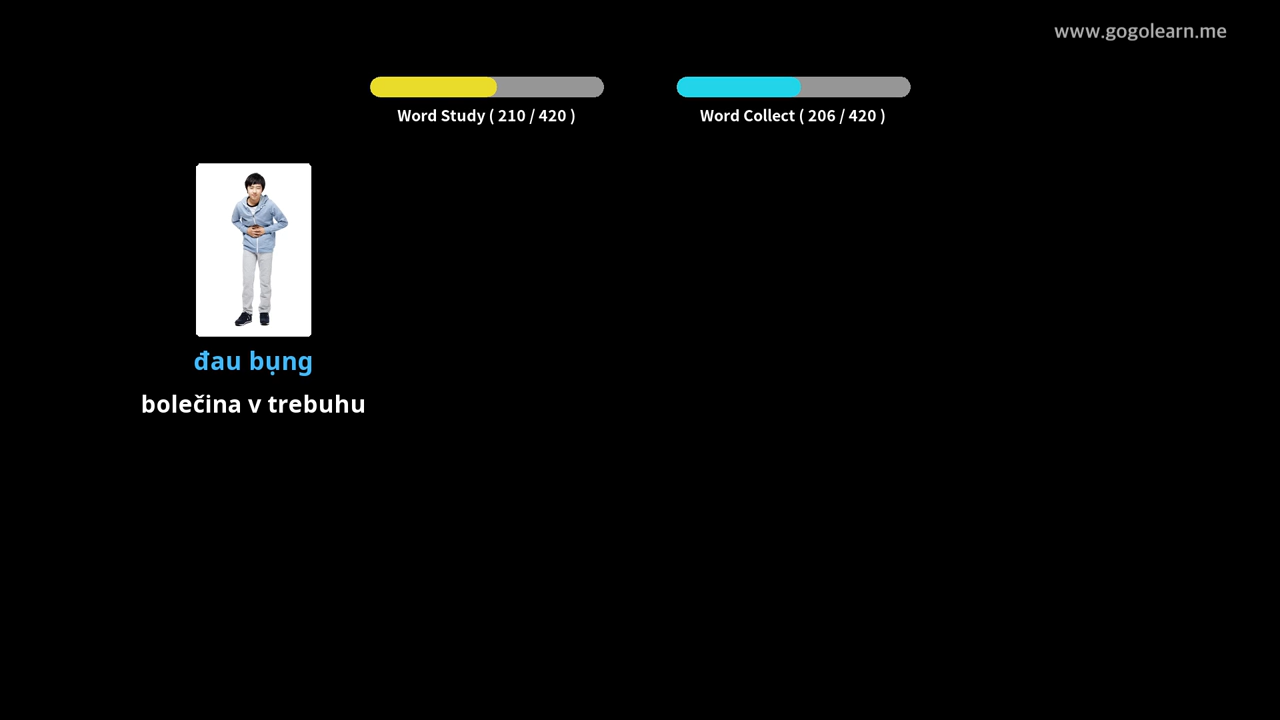 www.gogolearn.me
Word Study ( 210 / 420 )
Word Collect ( 206 / 420 )
đau bụng
bolečina v trebuhu